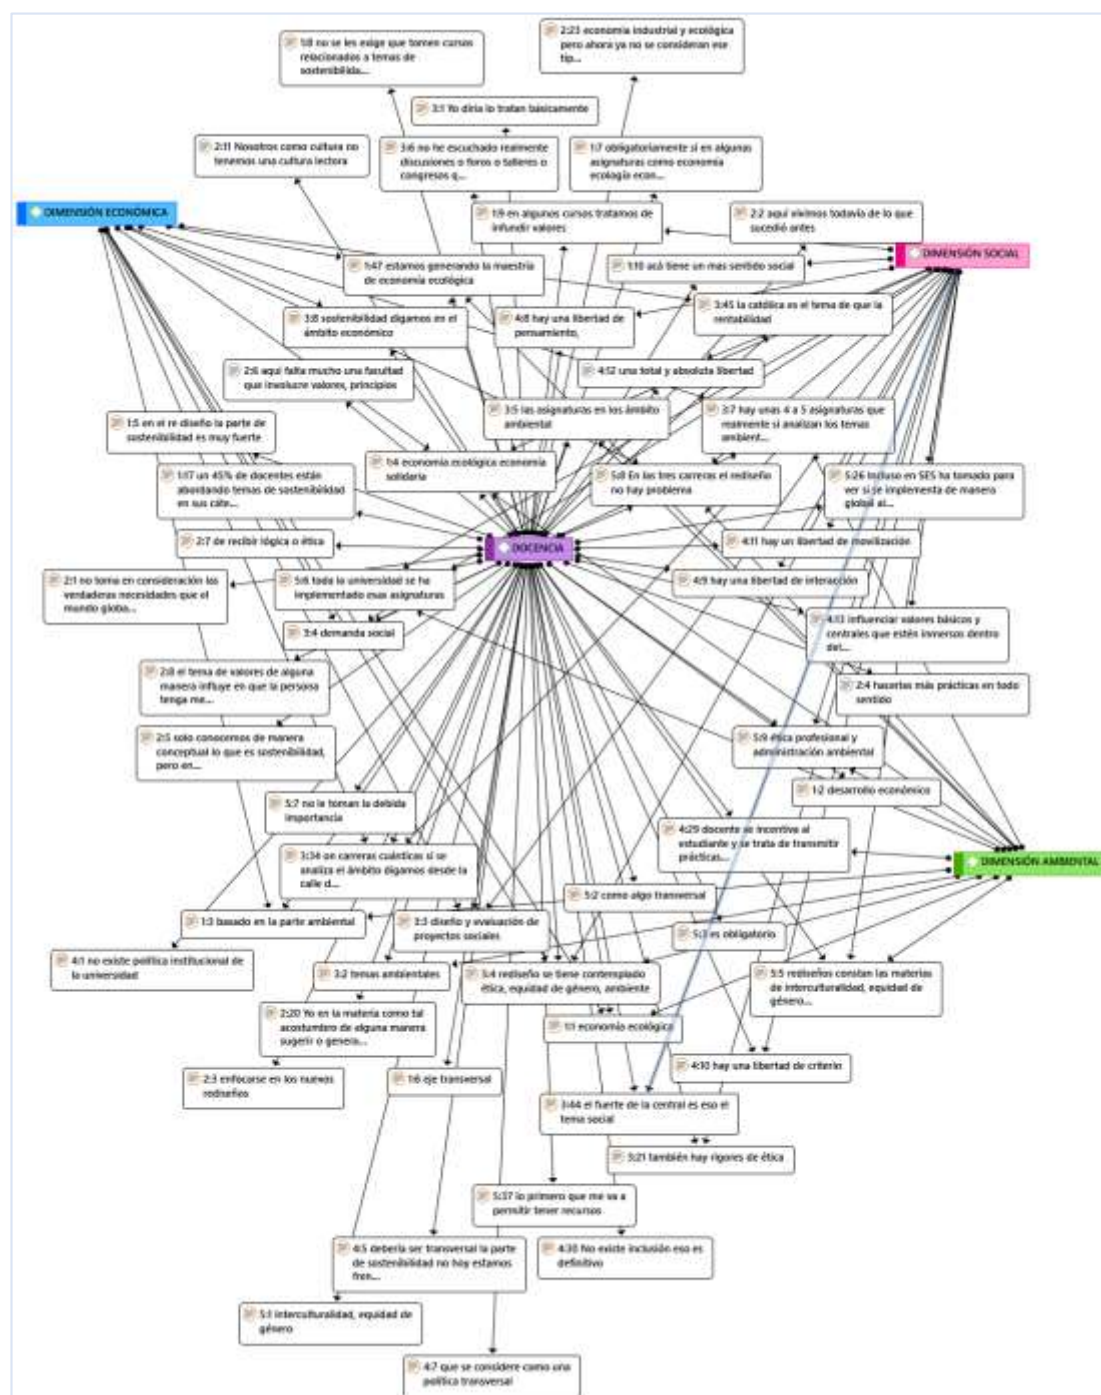 1:8 no se les exige que tomen cursos
relacionados a temas de
sostenibilida...
2:23 economía industrial y ecológica
pero ahora ya no se consideran ese
tip...
3:1 Yo diría lo tratan básicamente
2:11 Nosotros como cultura no
tenemos una cultura lectora
3:6 no he escuchado realmente
discusiones o foros o talleres o
congresos q...
1:7 obligatoriamente si en algunas
asignaturas como economía
ecología econ...
DIMENSIÓN ECONÓMICA
1:9 en algunos cursos tratamos de
infundir valores
2:2 aquí vivimos todavía de lo que
sucedió antes
DIMENSIÓN SOCIAL
1:47 estamos generando la maestría
de economía ecológica
1:10 acá tiene un mas sentido social
3:8 sostenibilidad digamos en el
ámbito económico
4:8 hay una libertad de
pensamiento,
3:45 la católica es el tema de que la
rentabilidad
2:6 aquí falta mucho una facultad
que involucre valores, principios
4:12 una total y absoluta libertad
1:5 en el re diseño la parte de
sostenibilidad es muy fuerte
3:5 las asignaturas en los ámbito
ambiental
3:7 hay unas 4 a 5 asignaturas que
realmente si analizan los temas
ambient...
1:17 un 45% de docentes están
abordando temas de sostenibilidad
en sus cáte...
1:4 economía ecológica economía
solidaria
5:8 En las tres carreras el rediseño
no hay problema
5:26 Incluso en SES ha tomado para
ver si se implementa de manera
global al...
2:7 de recibir lógica o ética
DOCENCIA
4:11 hay un libertad de movilización
2:1 no toma en consideración las
verdaderas necesidades que el
mundo globa...
5:6 toda la universidad se ha
implementado esas asignaturas
4:9 hay una libertad de interacción
3:4 demanda social
4:13 influenciar valores básicos y
centrales que estén inmersos dentro
del...
2:8 el tema de valores de alguna
manera influye en que la persona
tenga me...
2:4 hacerlas más prácticas en todo
sentido
2:5 solo conocemos de manera
conceptual lo que es sostenibilidad,
pero en...
5:9 ética profesional y
administración ambiental
5:7 no le toman la debida
importancia
1:2 desarrollo económico
3:34 en carreras cuánticas si se
analiza el ámbito digamos desde la
calle d...
4:29 docente se incentiva al
estudiante y se trata de transmitir
prácticas...
DIMENSIÓN AMBIENTAL
5:2 como algo transversal
1:3 basado en la parte ambiental
3:3 diseño y evaluación de
proyectos sociales
5:3 es obligatorio
4:1 no existe política institucional de
la universidad
3:2 temas ambientales
3:4 rediseño se tiene contemplado
ética, equidad de género, ambiente
5:5 rediseños constan las materias
de interculturalidad, equidad de
género...
2:20 Yo en la materia como tal
acostumbro de alguna manera
sugerir o genera...
1:1 economía ecológica
2:3 enfocarse en los nuevos
rediseños
1:6 eje transversal
4:10 hay una libertad de criterio
3:44 el fuerte de la central es eso el
tema social
3:21 también hay rigores de ética
5:37 lo primero que me va a
permitir tener recursos
4:5 debería ser transversal la parte
de sostenibilidad no hoy estamos
fren...
4:30 No existe inclusión eso es
definitivo
5:1 interculturalidad, equidad de
género
4:7 que se considere como una
política transversal